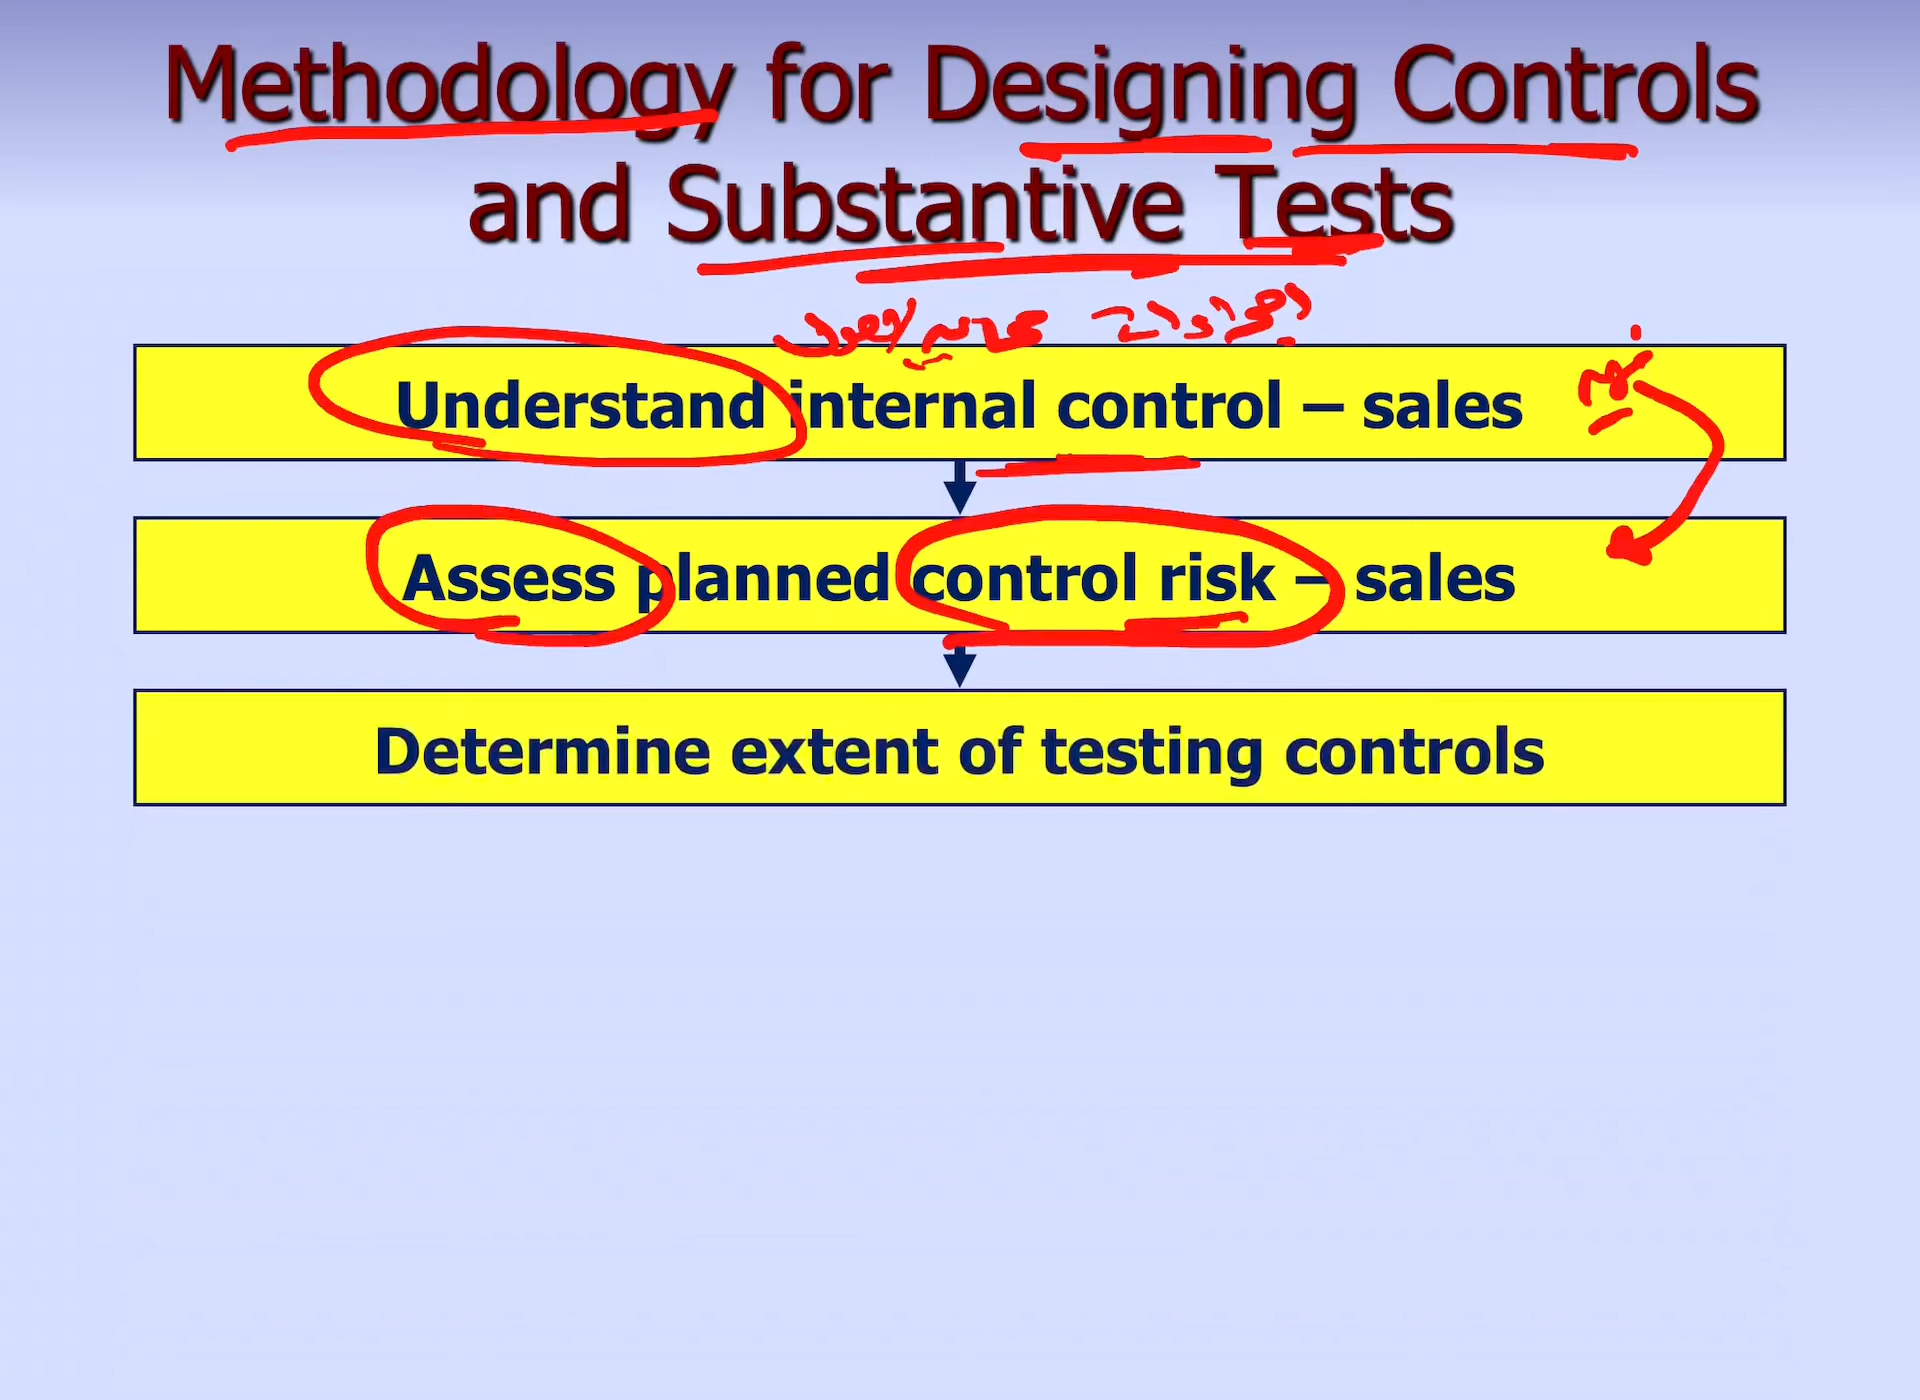 Methodology for Designing Controls
and Substantive Tests
Understand internal control – sales
Assess planned control risk – sales
Determine extent of testing controls